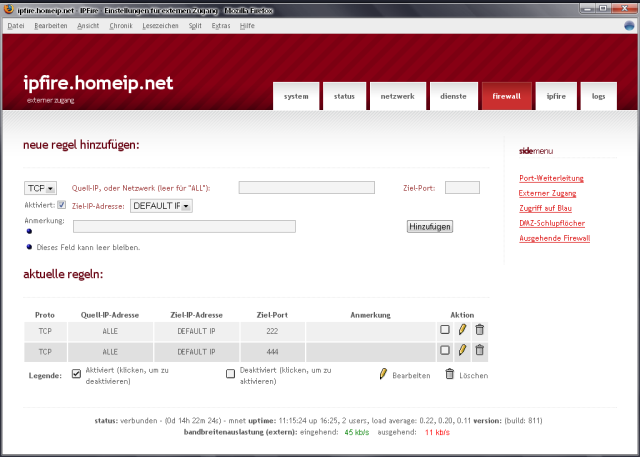 ipfire.homeip.net - IPFire - Einstellungen für externen Zugang - Mozilla Firefox
Datei Bearbeiten Ansicht Chronik Lesezeichen Split Extras Hilfe
ipfire.homeip.net
externer zugang
system status netzwerk dienste firewall ipfire logs
neue regel hinzufügen:
sidemenu
TCP Quell-IP, oder Netzwerk (leer für "ALL"): Ziel-Port:
Port-Weiterleitung
Externer Zugang
Zugriff auf Blau
DMZ-Schlupflöcher
Ausgehende Firewall
Aktiviert: Ziel-IP-Adresse: DEFAULT IP
Anmerkung: Hinzufügen
Dieses Feld kann leer bleiben.
aktuelle regeln:
Proto Quell-IP-Adresse Ziel-IP-Adresse Ziel-Port Anmerkung Aktion
TCP ALLE DEFAULT IP 222
TCP ALLE DEFAULT IP 444
Legende: Aktiviert (klicken, um zu deaktivieren) Deaktiviert (klicken, um zu aktivieren) Bearbeiten Löschen
status: verbunden - (0d 14h 22m 24s) - mnet uptime: 11:15:24 up 16:25, 2 users, load average: 0.22, 0.20, 0.11 version: (build: 811)
bandbreitenauslastung (extern): eingehend: 45 kb/s ausgehend: 11 kb/s